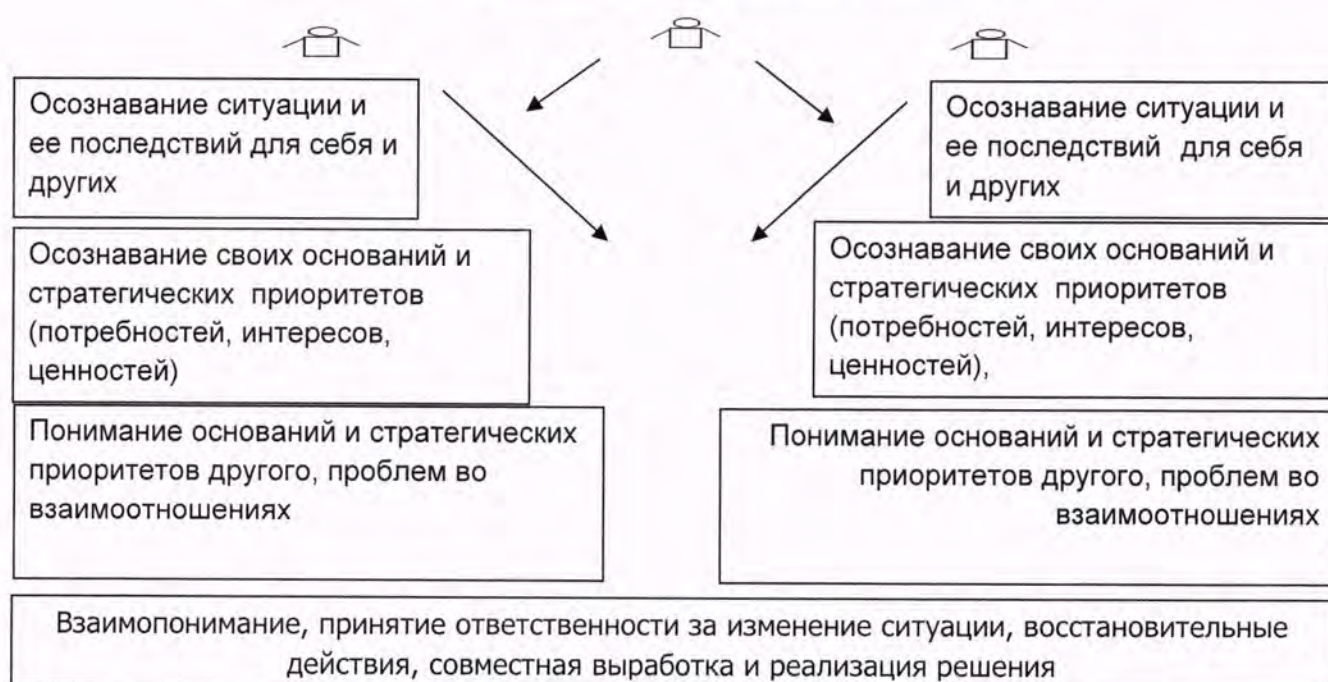 Осознавание ситуации и
ее последствий для себя и
других
Осознавание ситуации и
ее последствий для себя
и других
Осознавание своих оснований и
стратегических приоритетов
(потребностей, интересов,
ценностей)
Осознавание своих оснований и
стратегических приоритетов
(потребностей, интересов,
ценностей),
Понимание оснований и стратегических
приоритетов другого, проблем во
взаимоотношениях
Понимание оснований и стратегических
приоритетов другого, проблем во
взаимоотношениях
Взаимопонимание, принятие ответственности за изменение ситуации, восстановительные
действия, совместная выработка и реализация решения